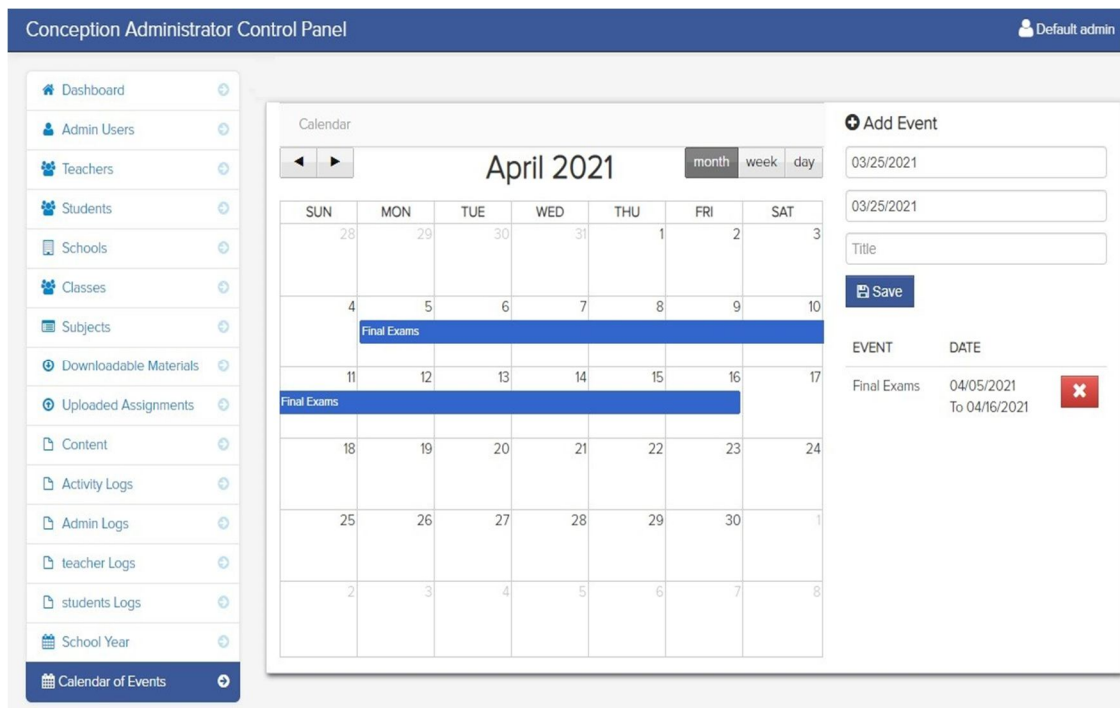 Conception Administrator Control Panel
Default admin
Dashboard
Admin Users
Teachers
Students
Schools
Classes
Subjects
Downloadable Materials
Uploaded Assignments
Content
Activity Logs
Admin Logs
teacher Logs
students Logs
School Year
Calendar of Events
Calendar
April 2021
month week day
SUN MON TUE WED THU FRI SAT
28 29 30 31 1 2 3
4 5 6 7 8 9 10
Final Exams
11 12 13 14 15 16 17
Final Exams
18 19 20 21 22 23 24
25 26 27 28 29 30 1
2 3 4 5 6 7 8
Add Event
03/25/2021
03/25/2021
Title
Save
EVENT DATE
Final Exams 04/05/2021
To 04/16/2021